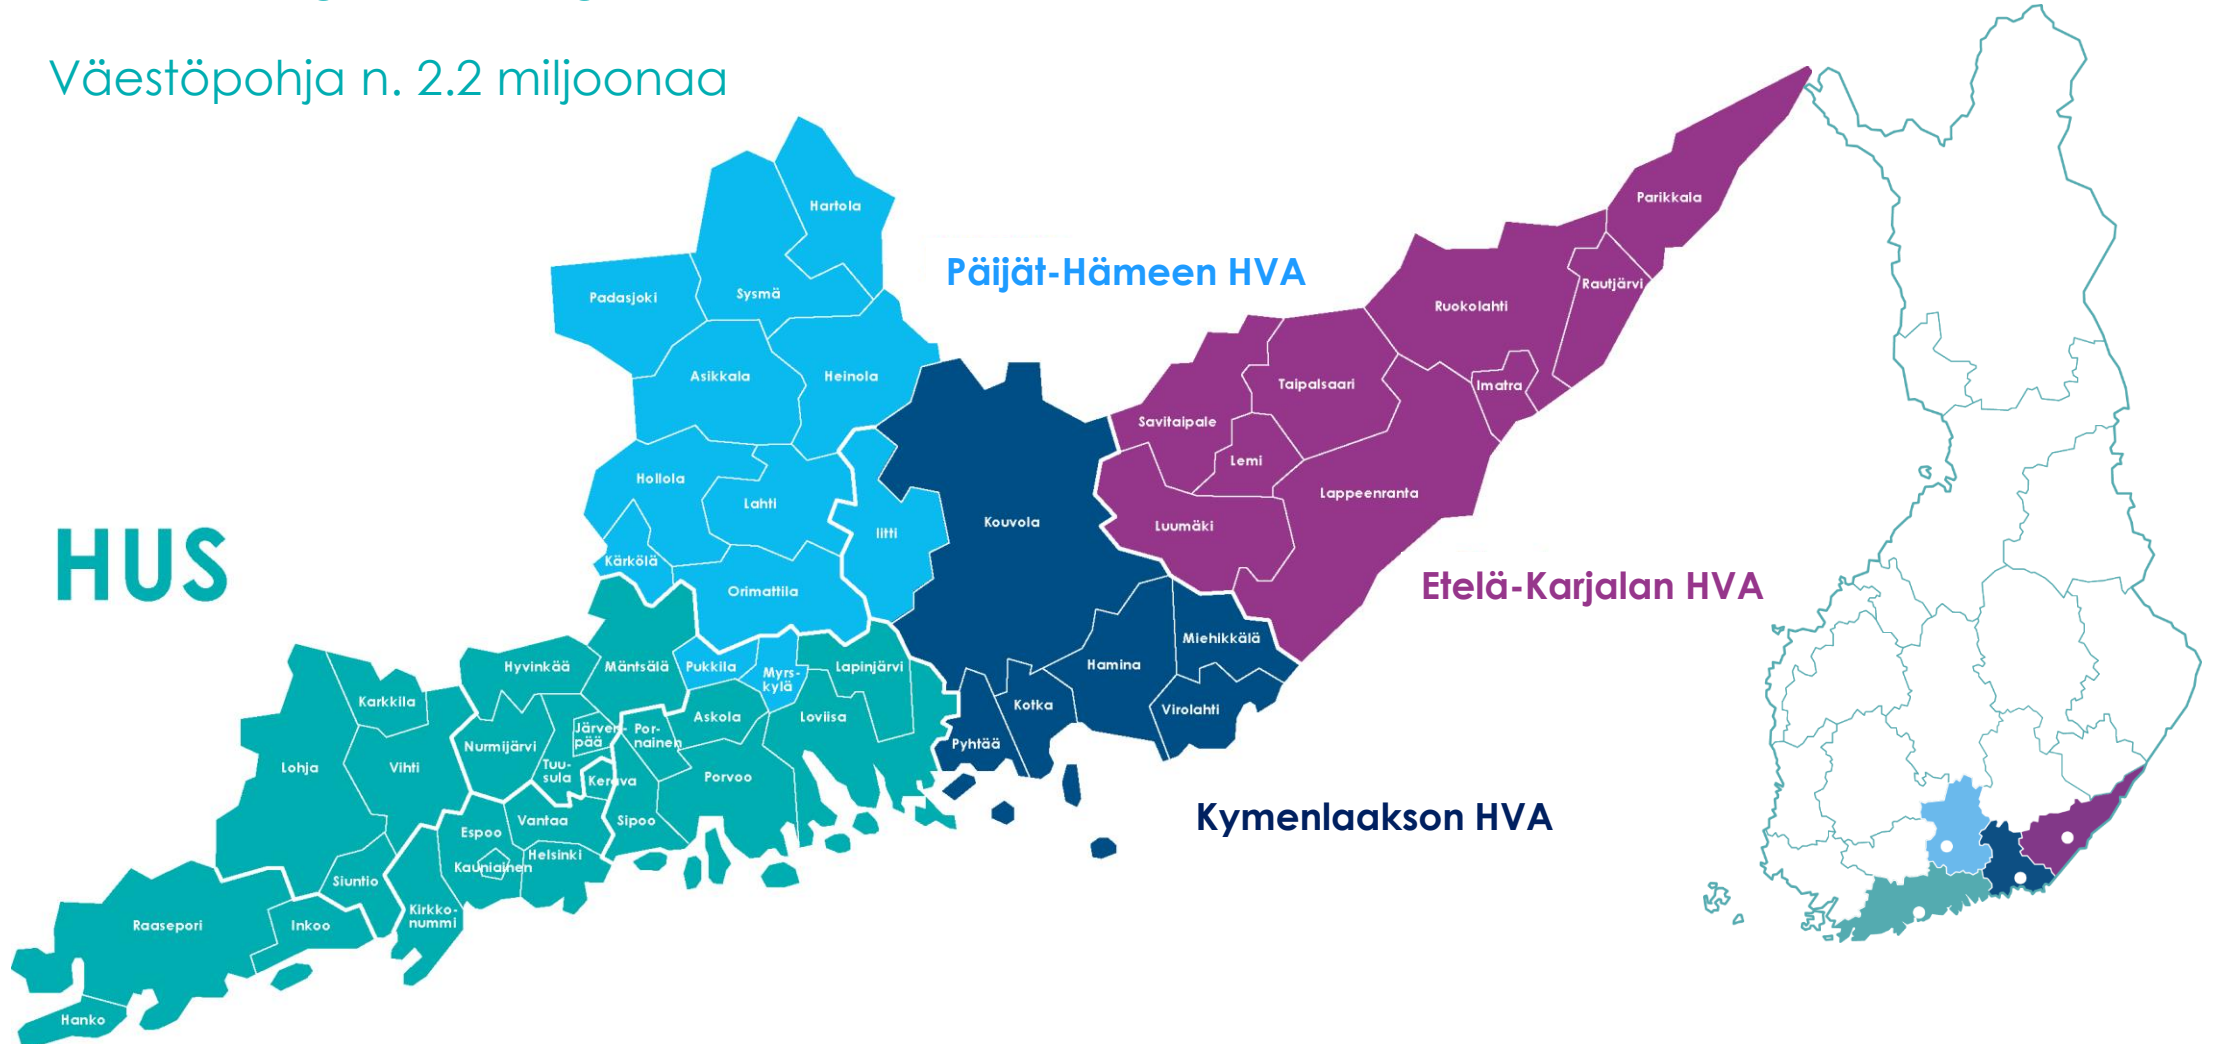 Väestöpohja n. 2.2 miljoonaa
Hartola
Parikkala
Päijät-Hämeen HVA
Padasjoki
Sysmä
Rautjärvi
Ruokolahti
Asikkala
Heinola
Taipalsaari
Imatra
Savitaipale
Lemi
Hollola
Lahti
Lappeenranta
Kouvola
Luumäki
Iitti
HUS
Kärkölä
Orimattila
Etelä-Karjalan HVA
Miehikkälä
Hyvinkää
Mäntsälä
Pukkila
Myrs-
kylä
Lapinjärvi
Hamina
Karkkila
Askola
Loviisa
Kotka
Virolahti
Nurmijärvi
Järven-
pää
Por-
nainen
Pyhtää
Lohja
Vihti
Tuu-
sula
Kerava
Porvoo
Espoo
Vantaa
Sipoo
Kymenlaakson HVA
Kauniainen
Helsinki
Siuntio
Raasepori
Inkoo
Kirkko-
nummi
Hanko